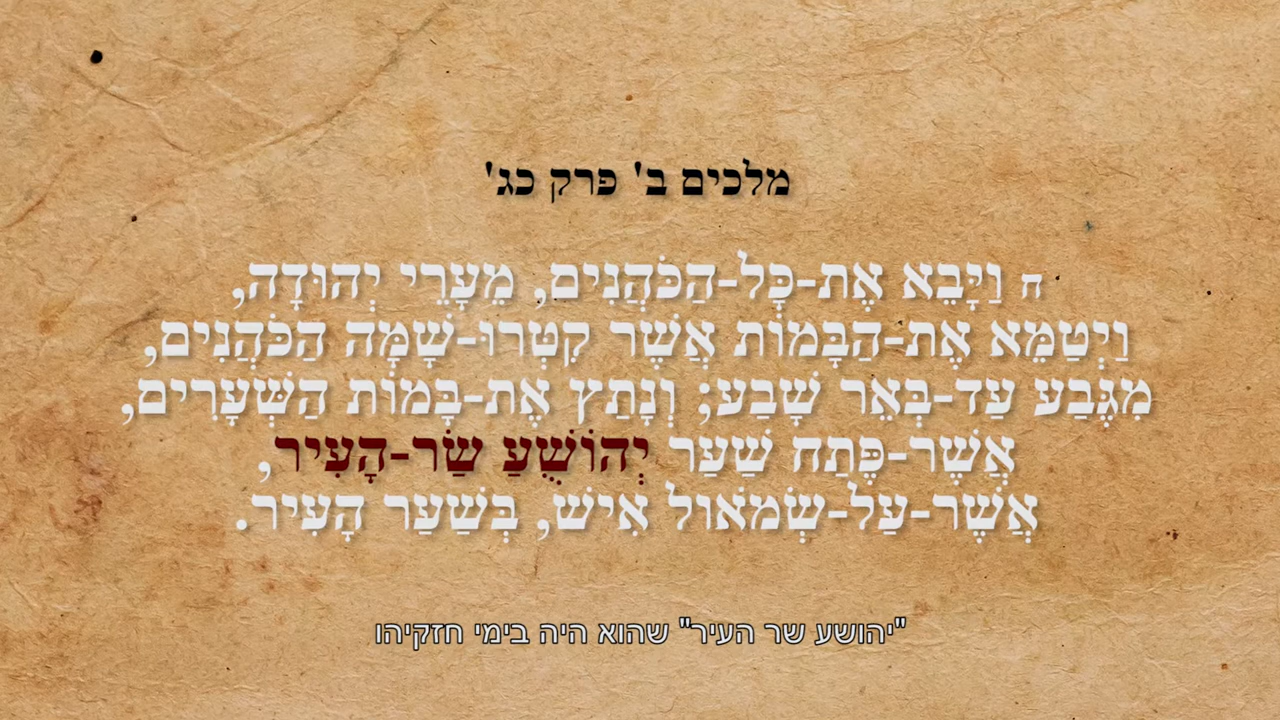 מלכים ב' פרק כג'
ח וַיָּבֵא אֶת-כָּל-הַכֹּהֲנִים, מֵעָרֵי יְהוּדָה,
וַיְטַמֵּא אֶת-הַבָּמוֹת אֲשֶׁר קִטְּרוּ-שָׁמָּה הַכֹּהֲנִים,
מִגֶּבַע עַד-בְּאֵר שָׁבַע; וְנָתַץ אֶת-בָּמוֹת הַשְּׁעָרִים,
אֲשֶׁר-פֶּתַח שַׁעַר יְהוֹשֻׁעַ שַׂר-הָעִיר,
אֲשֶׁר-עַל-שְׂמֹאול אִישׁ, בְּשַׁעַר הָעִיר.
"יהושע שר העיר" שהוא היה בימי חזקיהו